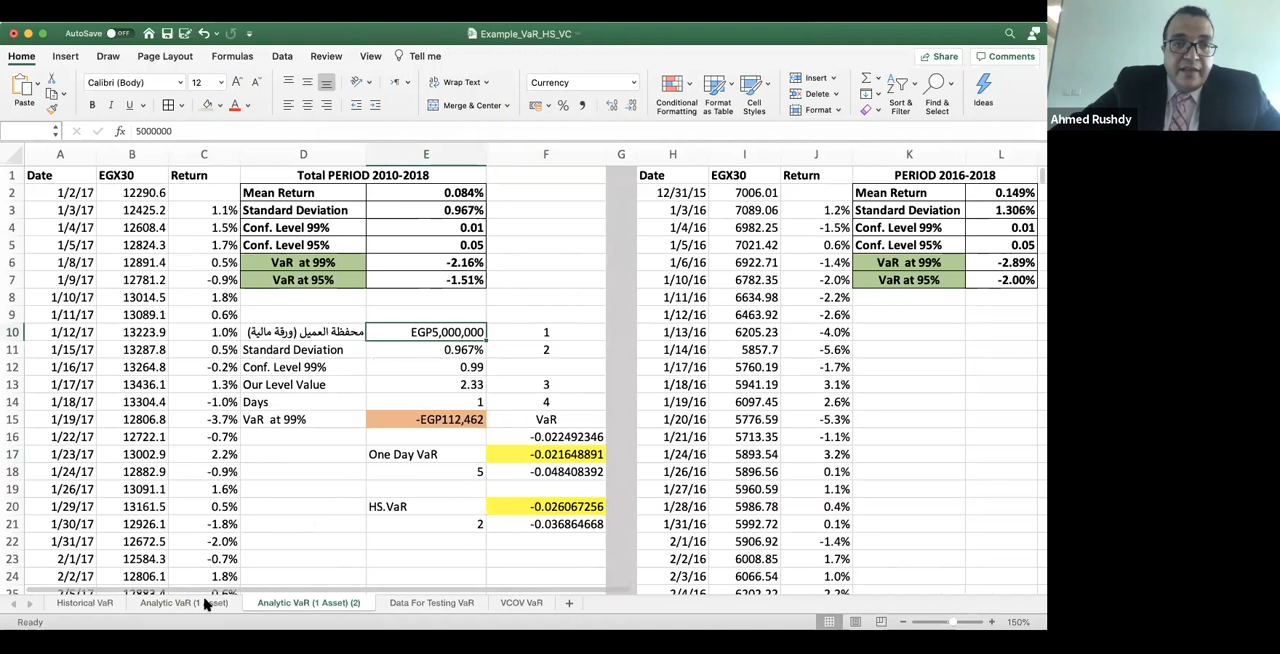 AutoSave OFF
Example_VaR_HS_VC
Home Insert Draw Page Layout Formulas Data Review View Tell me
Share Comments
Paste
Calibri (Body) 12
B I U
Wrap Text
Merge & Center
Currency
Conditional Formatting
Format as Table
Cell Styles
Insert
Delete
Format
Sort & Filter
Find & Select
Ideas
Ahmed Rushdy
fx 5000000
A B C D E F G H I J K L
1 Date EGX30 Return Total PERIOD 2010-2018 Date EGX30 Return PERIOD 2016-2018
2 1/2/17 12290.6 Mean Return 0.084% 12/31/15 7006.01 Mean Return 0.149%
3 1/3/17 12425.2 1.1% Standard Deviation 0.967% 1/3/16 7089.06 1.2% Standard Deviation 1.306%
4 1/4/17 12608.4 1.5% Conf. Level 99% 0.01 1/4/16 6982.25 -1.5% Conf. Level 99% 0.01
5 1/5/17 12824.3 1.7% Conf. Level 95% 0.05 1/5/16 7021.42 0.6% Conf. Level 95% 0.05
6 1/8/17 12891.4 0.5% VaR at 99% -2.16% 1/6/16 6922.71 -1.4% VaR at 99% -2.89%
7 1/9/17 12781.2 -0.9% VaR at 95% -1.51% 1/10/16 6782.35 -2.0% VaR at 95% -2.00%
8 1/10/17 13014.5 1.8% 1/11/16 6634.98 -2.2%
9 1/11/17 13089.1 0.6% 1/12/16 6463.92 -2.6%
10 1/12/17 13223.9 1.0% محفظة العميل (ورقة مالية) EGP5,000,000 1 1/13/16 6205.23 -4.0%
11 1/15/17 13287.8 0.5% Standard Deviation 0.967% 2 1/14/16 5857.7 -5.6%
12 1/16/17 13264.8 -0.2% Conf. Level 99% 0.99 1/17/16 5760.19 -1.7%
13 1/17/17 13436.1 1.3% Our Level Value 2.33 3 1/18/16 5941.19 3.1%
14 1/18/17 13304.4 -1.0% Days 1 4 1/19/16 6097.45 2.6%
15 1/19/17 12806.8 -3.7% VaR at 99% -EGP112,462 VaR 1/20/16 5776.59 -5.3%
16 1/22/17 12722.1 -0.7% -0.022492346 1/21/16 5713.35 -1.1%
17 1/23/17 13002.9 2.2% One Day VaR -0.021648891 1/24/16 5893.54 3.2%
18 1/24/17 12882.9 -0.9% 5 -0.048408392 1/26/16 5896.56 0.1%
19 1/26/17 13091.1 1.6% 1/27/16 5960.59 1.1%
20 1/29/17 13161.5 0.5% HS.VaR -0.026067256 1/28/16 5986.78 0.4%
21 1/30/17 12926.1 -1.8% 2 -0.036864668 1/31/16 5992.72 0.1%
22 1/31/17 12672.5 -2.0% 2/1/16 5906.92 -1.4%
23 2/1/17 12584.3 -0.7% 2/2/16 6008.85 1.7%
24 2/2/17 12806.1 1.8% 2/3/16 6066.54 1.0%
Historical VaR Analytic VaR (1 Asset) Analytic VaR (1 Asset) (2) Data For Testing VaR VCOV VaR
Ready 150%